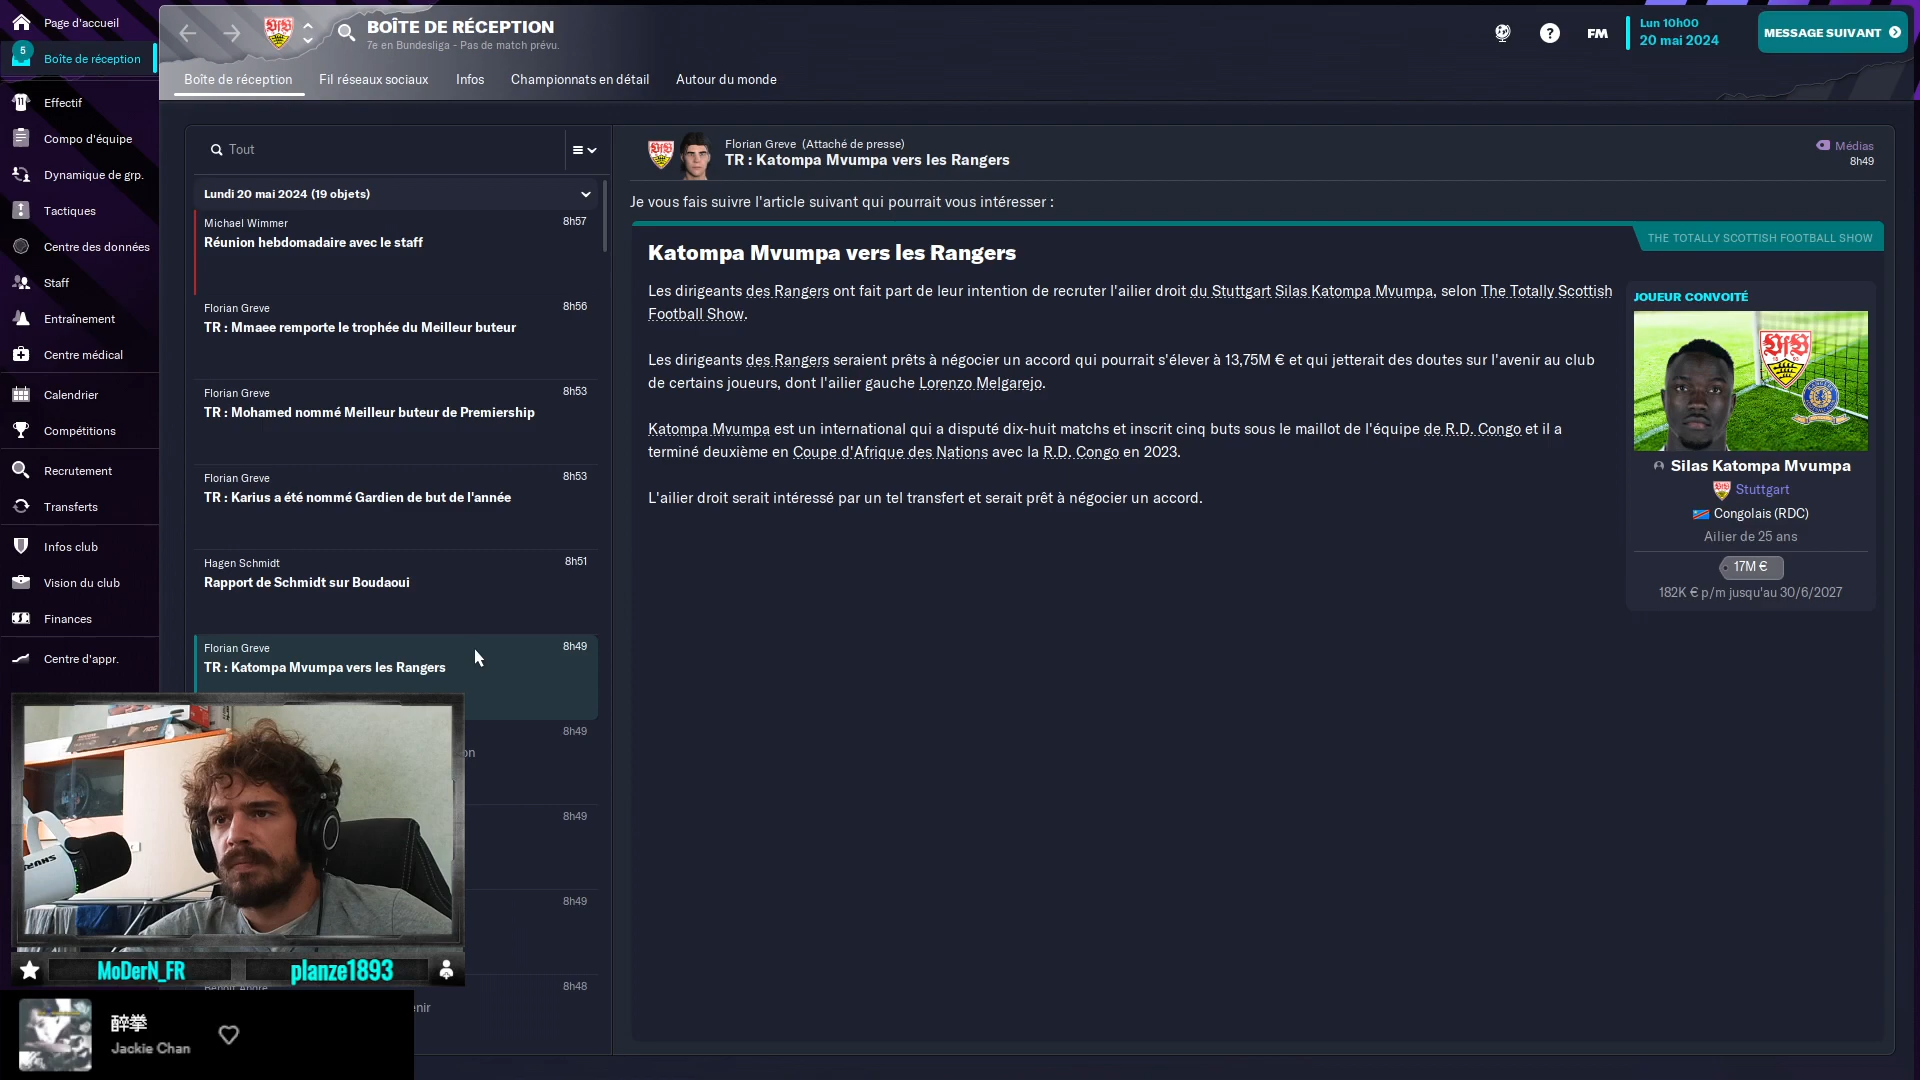 Page d'accueil
5
Boîte de réception
Effectif
Compo d'équipe
Dynamique de grp.
Tactiques
Centre des données
Staff
Entraînement
Centre médical
Calendrier
Compétitions
Recrutement
Transferts
Infos club
Vision du club
Finances
Centre d'appr.
BOÎTE DE RÉCEPTION
7e en Bundesliga - Pas de match prévu.
FM
Lun 10h00
20 mai 2024
MESSAGE SUIVANT
Boîte de réception
Fil réseaux sociaux
Infos
Championnats en détail
Autour du monde
Tout
Lundi 20 mai 2024 (19 objets)
Michael Wimmer 8h57
Réunion hebdomadaire avec le staff
Florian Greve 8h56
TR : Mmaee remporte le trophée du Meilleur buteur
Florian Greve 8h53
TR : Mohamed nommé Meilleur buteur de Premiership
Florian Greve 8h53
TR : Karius a été nommé Gardien de but de l'année
Hagen Schmidt 8h51
Rapport de Schmidt sur Boudaoui
Florian Greve 8h49
TR : Katompa Mvumpa vers les Rangers
8h49
on
8h49
8h49
8h48
enir
Florian Greve (Attaché de presse)
TR : Katompa Mvumpa vers les Rangers
Médias
8h49
Je vous fais suivre l'article suivant qui pourrait vous intéresser :
THE TOTALLY SCOTTISH FOOTBALL SHOW
Katompa Mvumpa vers les Rangers
Les dirigeants des Rangers ont fait part de leur intention de recruter l'ailier droit du Stuttgart Silas Katompa Mvumpa, selon The Totally Scottish
Football Show.
Les dirigeants des Rangers seraient prêts à négocier un accord qui pourrait s'élever à 13,75M € et qui jetterait des doutes sur l'avenir au club
de certains joueurs, dont l'ailier gauche Lorenzo Melgarejo.
Katompa Mvumpa est un international qui a disputé dix-huit matchs et inscrit cinq buts sous le maillot de l'équipe de R.D. Congo et il a
terminé deuxième en Coupe d'Afrique des Nations avec la R.D. Congo en 2023.
L'ailier droit serait intéressé par un tel transfert et serait prêt à négocier un accord.
JOUEUR CONVOITÉ
Silas Katompa Mvumpa
Stuttgart
Congolais (RDC)
Ailier de 25 ans
17M €
182K € p/m jusqu'au 30/6/2027
SHURE
MoDerN_FR
planze1893
醉拳
Jackie Chan